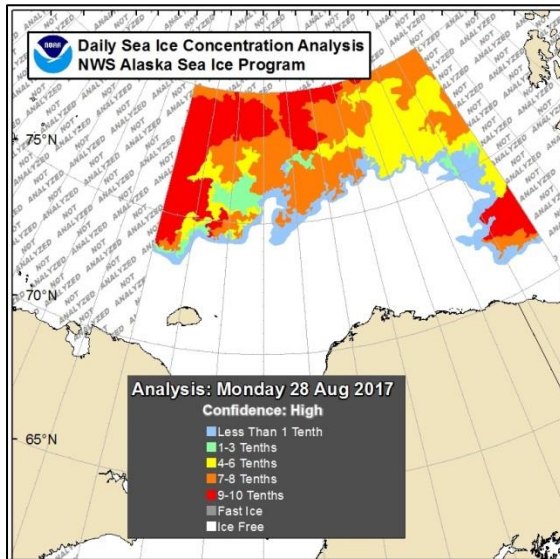 NOAA
Daily Sea Ice Concentration Analysis
NWS Alaska Sea Ice Program
NOT ANALYZED
75°N
70°N
65°N
Analysis: Monday 28 Aug 2017
Confidence: High
Less Than 1 Tenth
1-3 Tenths
4-6 Tenths
7-8 Tenths
9-10 Tenths
Fast Ice
Ice Free